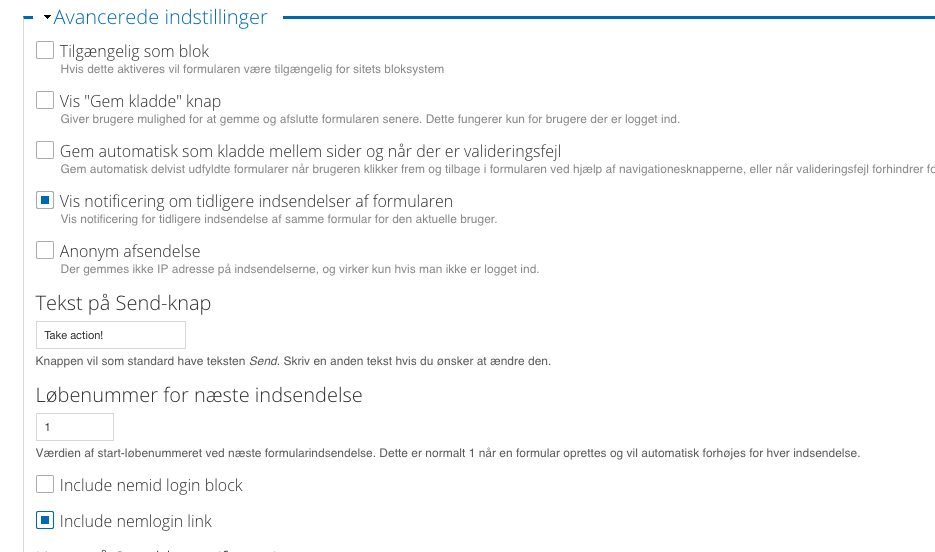 Avancerede indstillinger
Tilgængelig som blok
Hvis dette aktiveres vil formularen være tilgængelig for sitets bloksystem
Vis "Gem kladde" knap
Giver brugere mulighed for at gemme og afslutte formularen senere. Dette fungerer kun for brugere der er logget ind.
Gem automatisk som kladde mellem sider og når der er valideringsfejl
Gem automatisk delvist udfyldte formularer når brugeren klikker frem og tilbage i formularen ved hjælp af navigationesknapperne, eller når valideringsfejl forhindrer
Vis notificering om tidligere indsendelser af formularen
Vis notificering for tidligere indsendelse af samme formular for den aktuelle bruger.
Anonym afsendelse
Der gemmes ikke IP adresse på indsendelserne, og virker kun hvis man ikke er logget ind.
Tekst på Send-knap
Take action!
Knappen vil som standard have teksten Send. Skriv en anden tekst hvis du ønsker at ændre den.
Løbenummer for næste indsendelse
1
Værdien af start-løbenummeret ved næste formularindsendelse. Dette er normalt 1 når en formular oprettes og vil automatisk forhøjes for hver indsendelse.
Include nemid login block
Include nemlogin link